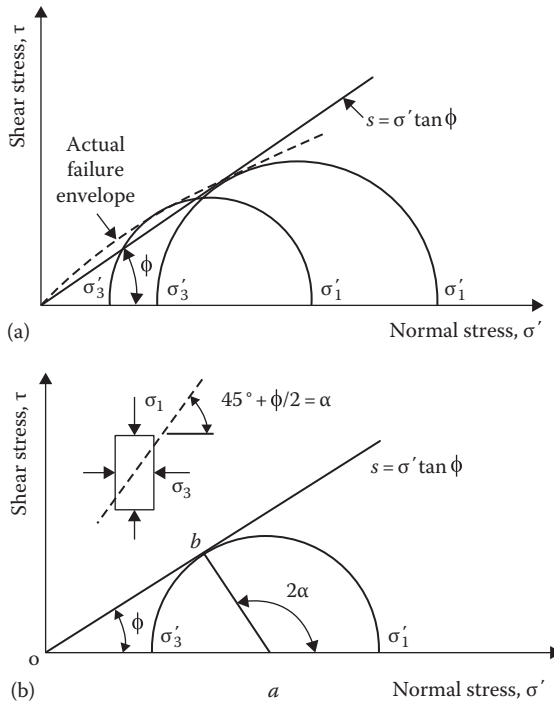 Shear stress, τ
s = σ′ tan ϕ
Actual
failure
envelope
ϕ
σ′3
σ′3
σ′1
σ′1
(a)
Normal stress, σ′
Shear stress, τ
σ1
45° + ϕ/2 = α
σ3
s = σ′ tan ϕ
b
2α
ϕ
σ′3
σ′1
o
(b)
a
Normal stress, σ′